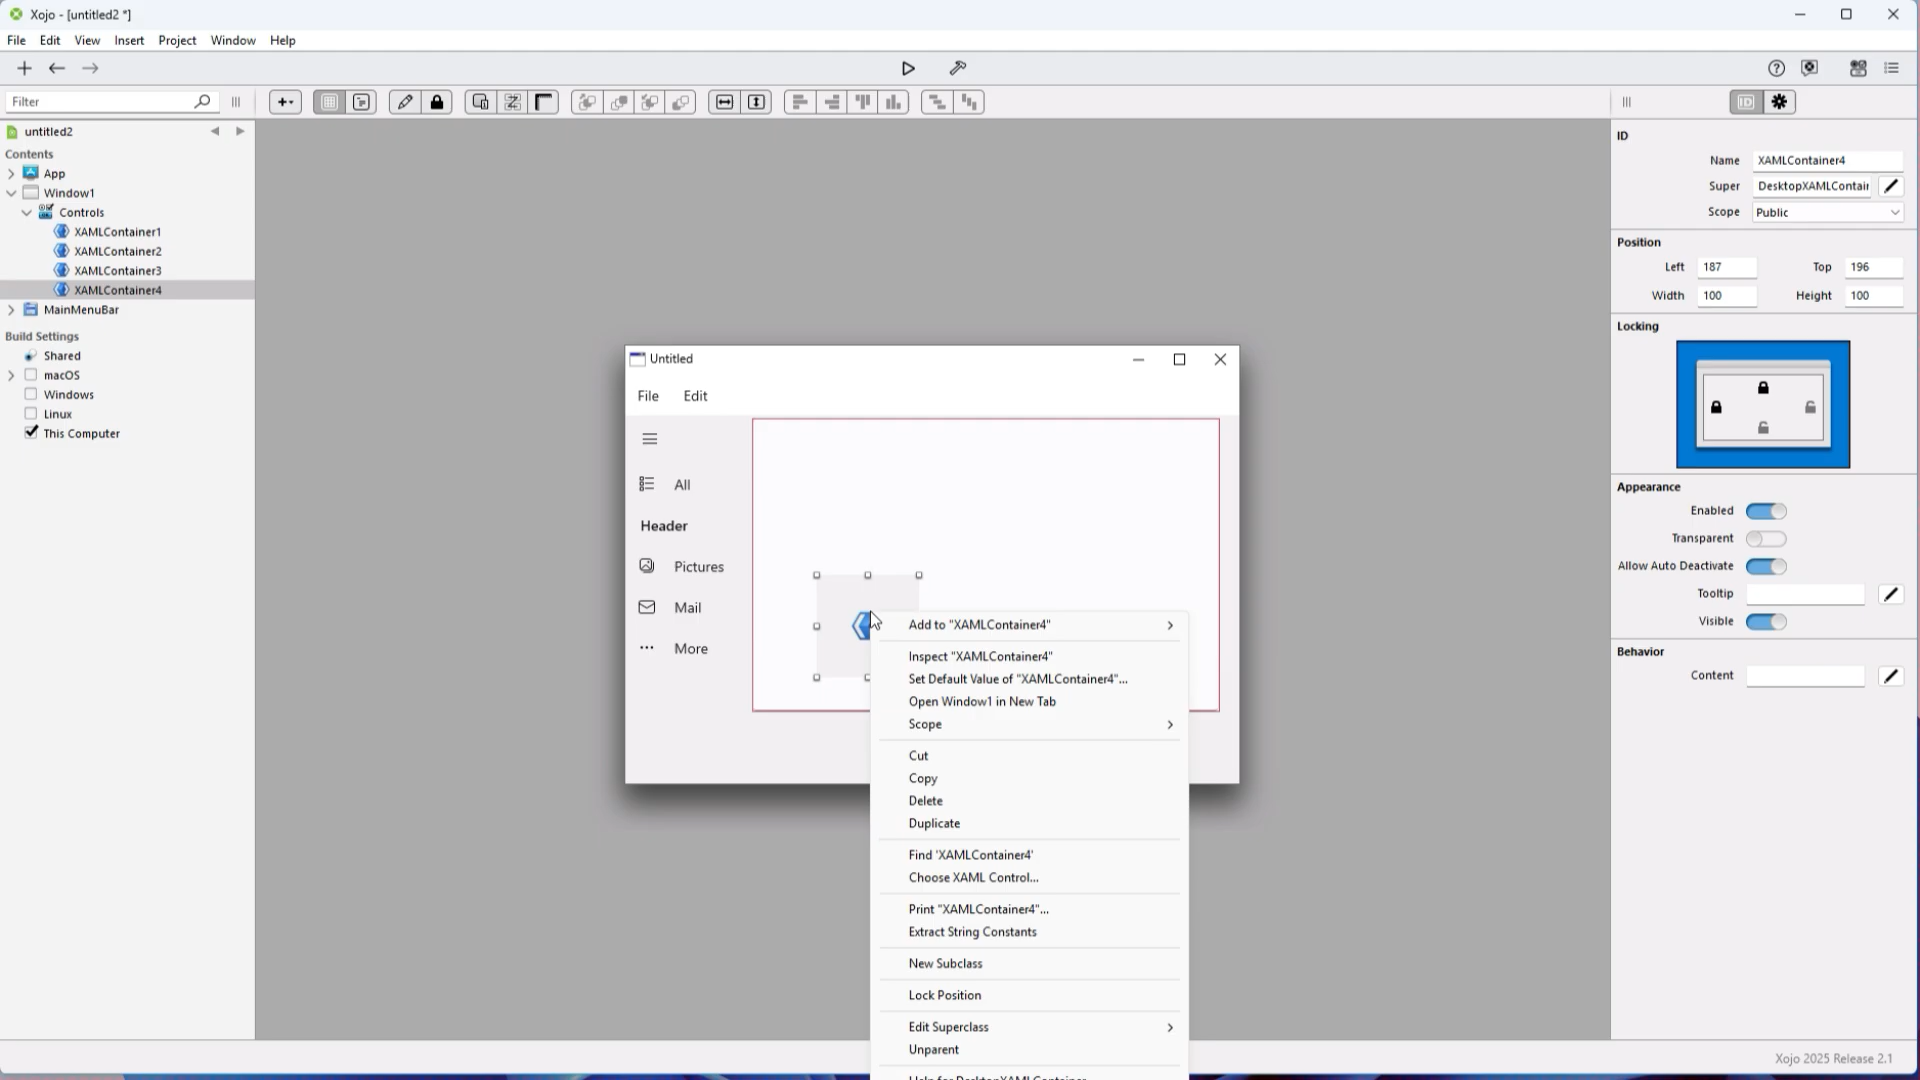 Xojo - [untitled2 *]
File Edit View Insert Project Window Help
Filter
untitled2
Contents
App
Window1
Controls
XAMLContainer1
XAMLContainer2
XAMLContainer3
XAMLContainer4
MainMenuBar
Build Settings
Shared
macOS
Windows
Linux
This Computer
Untitled
File Edit
All
Header
Pictures
Mail
More
Add to "XAMLContainer4"
Inspect "XAMLContainer4"
Set Default Value of "XAMLContainer4"...
Open Window1 in New Tab
Scope
Cut
Copy
Delete
Duplicate
Find 'XAMLContainer4'
Choose XAML Control...
Print "XAMLContainer4"...
Extract String Constants
New Subclass
Lock Position
Edit Superclass
Unparent
Help for DesktopXAMLContainer
ID
ID
Name XAMLContainer4
Super DesktopXAMLContair
Scope Public
Position
Left 187 Top 196
Width 100 Height 100
Locking
Appearance
Enabled
Transparent
Allow Auto Deactivate
Tooltip
Visible
Behavior
Content
Xojo 2025 Release 2.1